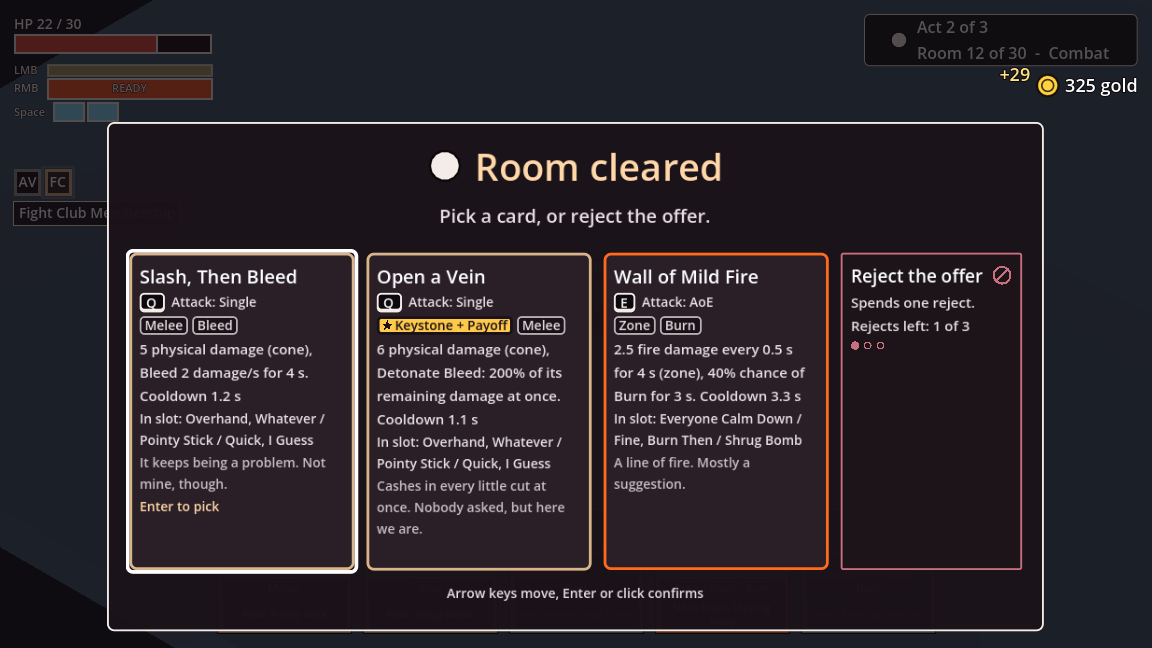 HP 22 / 30
LMB
RMB READY
Space
Act 2 of 3
Room 12 of 30 - Combat
+29
325 gold
AV FC
Fight Club
Room cleared
Pick a card, or reject the offer.
Slash, Then Bleed
Q Attack: Single
Melee Bleed
5 physical damage (cone),
Bleed 2 damage/s for 4 s.
Cooldown 1.2 s
In slot: Overhand, Whatever /
Pointy Stick / Quick, I Guess
It keeps being a problem. Not
mine, though.
Enter to pick
Open a Vein
Q Attack: Single
★ Keystone + Payoff Melee
6 physical damage (cone),
Detonate Bleed: 200% of its
remaining damage at once.
Cooldown 1.1 s
In slot: Overhand, Whatever /
Pointy Stick / Quick, I Guess
Cashes in every little cut at
once. Nobody asked, but here
we are.
Wall of Mild Fire
E Attack: AoE
Zone Burn
2.5 fire damage every 0.5 s
for 4 s (zone), 40% chance of
Burn for 3 s. Cooldown 3.3 s
In slot: Everyone Calm Down /
Fine, Burn Then / Shrug Bomb
A line of fire. Mostly a
suggestion.
Reject the offer
Spends one reject.
Rejects left: 1 of 3
Arrow keys move, Enter or click confirms